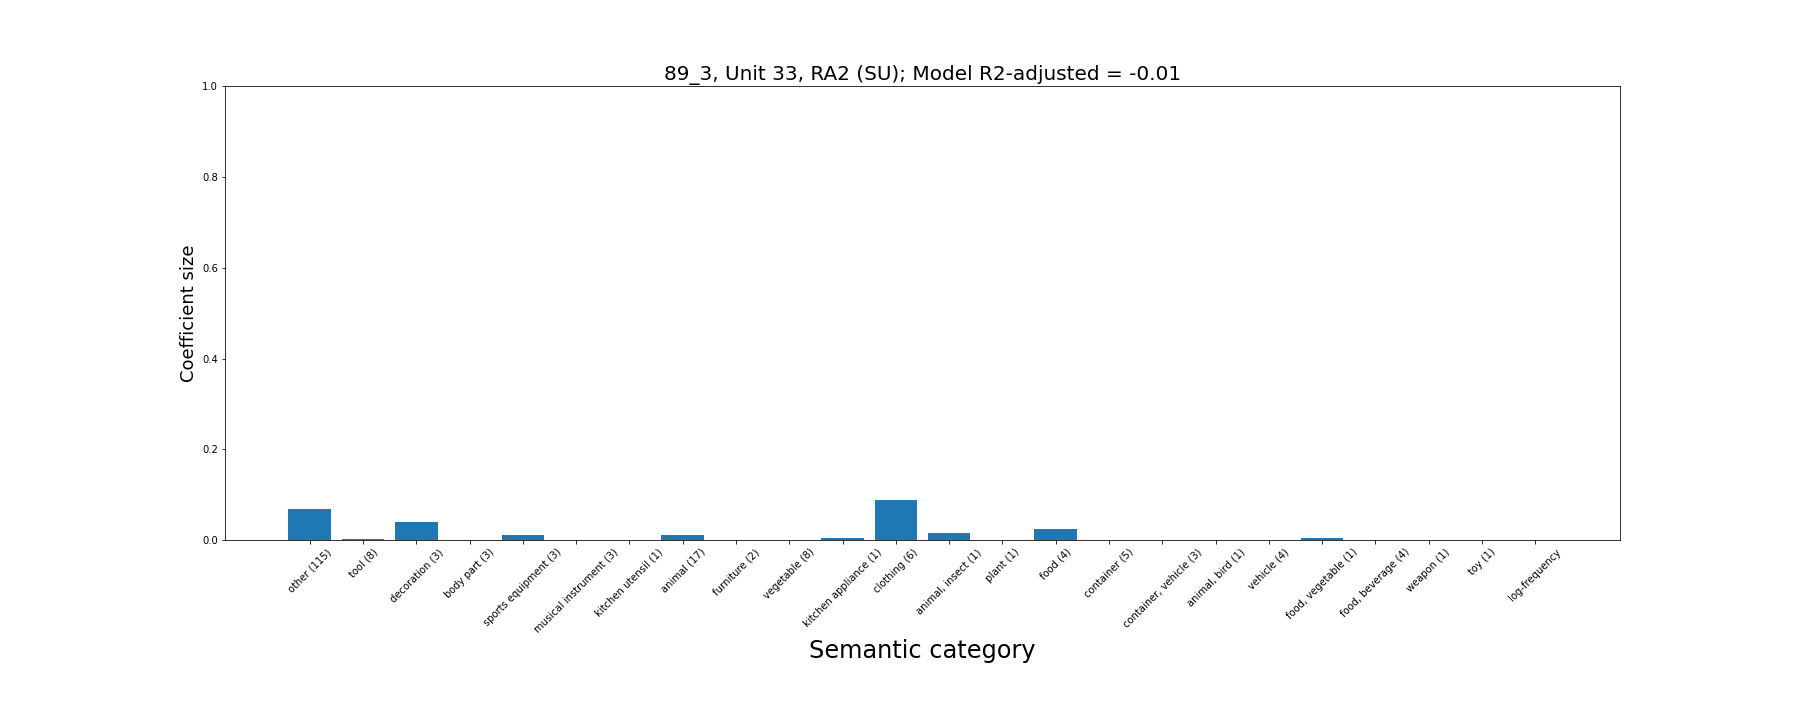 89_3, Unit 33, RA2 (SU); Model R2-adjusted = -0.01
Coefficient size
1.0
0.8
0.6
0.4
0.2
0.0
other (115)
tool (8)
decoration (3)
body part (3)
sports equipment (3)
musical instrument (3)
kitchen utensil (1)
animal (17)
furniture (2)
vegetable (8)
kitchen appliance (1)
clothing (6)
animal, insect (1)
plant (1)
food (4)
container (5)
container, vehicle (3)
animal, bird (1)
vehicle (4)
food, vegetable (1)
food, beverage (4)
weapon (1)
toy (1)
log-frequency
Semantic category